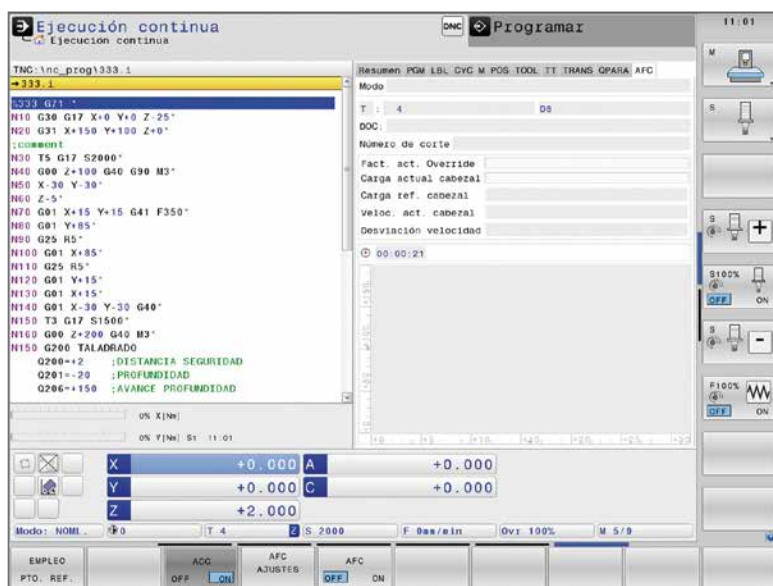 Ejecución continua
Ejecución continua
DNC
Programar
11:01
TNC:\nc_prog\333.i
→333.i
%333 G71 *
N10 G30 G17 X+0 Y+0 Z-25*
N20 G31 X+150 Y+100 Z+0*
;comment
N30 T5 G17 S2000*
N40 G00 Z+100 G40 G90 M3*
N50 X-30 Y-30*
N60 Z-5*
N70 G01 X+15 Y+15 G41 F350*
N80 G01 Y+85*
N90 G25 R5*
N100 G01 X+85*
N110 G25 R5*
N120 G01 Y+15*
N130 G01 X+15*
N140 G01 X-30 Y-30 G40*
N150 T3 G17 S1500*
N160 G00 Z+200 G40 M3*
N150 G200 TALADRADO
Q200=+2 ;DISTANCIA SEGURIDAD
Q201=-20 ;PROFUNDIDAD
Q206=+150 ;AVANCE PROFUNDIDAD
Resumen PGM LBL CYC M POS TOOL TT TRANS QPARA AFC
Modo
T : 4 D8
DOC:
Número de corte
Fact. act. Override
Carga actual cabezal
Carga ref. cabezal
Veloc. act. cabezal
Desviación velocidad
00:00:21
0% X[Nm]
0% Y[Nm] S1 11:01
X +0.000 A +0.000
Y +0.000 C +0.000
Z +2.000
Modo: NOML. 0 T 4 Z S 2000 F 0mm/min Ovr 100% M 5/9
EMPLEO
PTO. REF.
ACC
OFF ON
AFC
AJUSTES
AFC
OFF ON
M
S
S
+
S100%
OFF ON
S
-
F100%
OFF ON